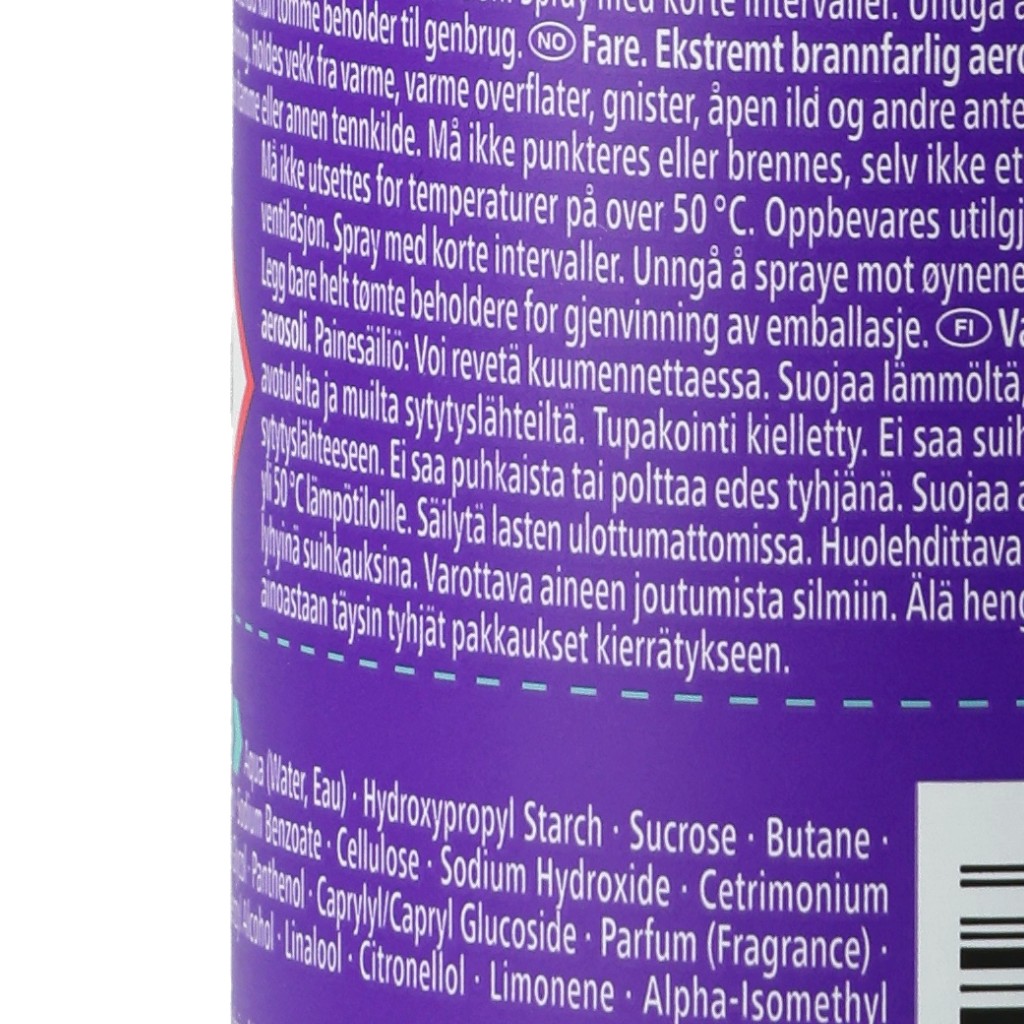 tømme beholder til genbrug. NO Fare. Ekstremt brannfarlig aero
Holdes vekk fra varme, varme overflater, gnister, åpen ild og andre ante
eller annen tennkilde. Må ikke punkteres eller brennes, selv ikke et
Må ikke utsettes for temperaturer på over 50 °C. Oppbevares utilgj
ventilasjon. Spray med korte intervaller. Unngå å spraye mot øynene
Legg bare helt tømte beholdere for gjenvinning av emballasje. FI Va
aerosoli. Painesäiliö: Voi revetä kuumennettaessa. Suojaa lämmöltä,
avotulelta ja muilta sytytyslähteiltä. Tupakointi kielletty. Ei saa suih
sytytyslähteeseen. Ei saa puhkaista tai polttaa edes tyhjänä. Suojaa a
yli 50 °C lämpötiloille. Säilytä lasten ulottumattomissa. Huolehdittava
lyhyinä suihkauksina. Varottava aineen joutumista silmiin. Älä heng
ainoastaan täysin tyhjät pakkaukset kierrätykseen.
Aqua (Water, Eau) · Hydroxypropyl Starch · Sucrose · Butane ·
Sodium Benzoate · Cellulose · Sodium Hydroxide · Cetrimonium
· Panthenol · Caprylyl/Capryl Glucoside · Parfum (Fragrance) ·
Alcohol · Linalool · Citronellol · Limonene · Alpha-Isomethyl